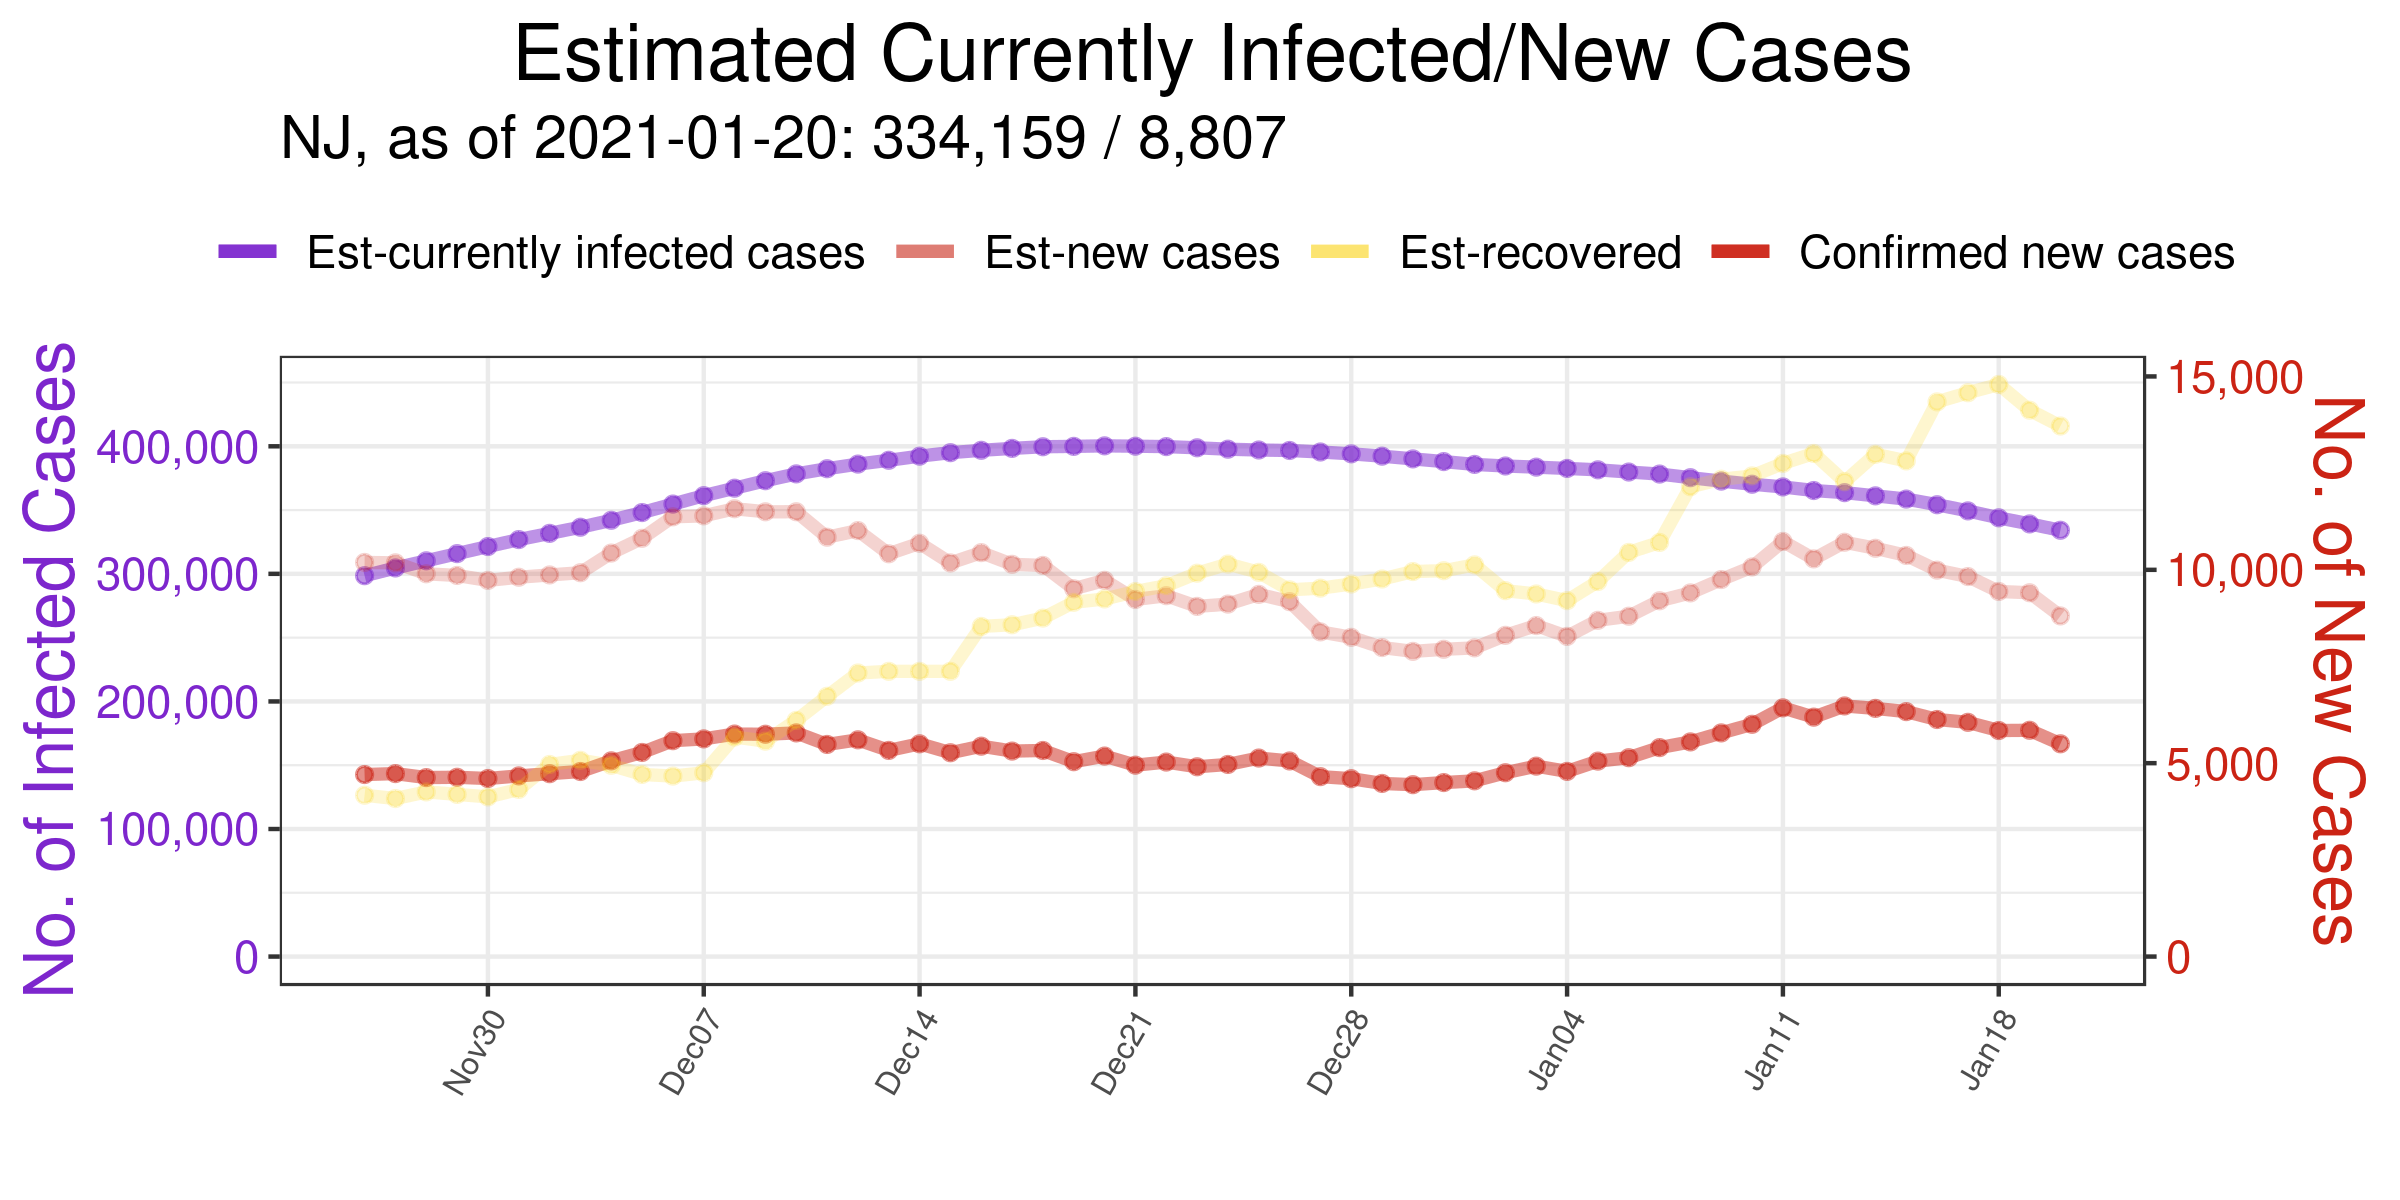 Estimated Currently Infected/New Cases
NJ, as of 2021-01-20: 334,159 / 8,807
Est-currently infected cases Est-new cases Est-recovered Confirmed new cases
No. of Infected Cases
400,000
300,000
200,000
100,000
0
15,000
10,000
5,000
0
No. of New Cases
Nov30 Dec07 Dec14 Dec21 Dec28 Jan04 Jan11 Jan18